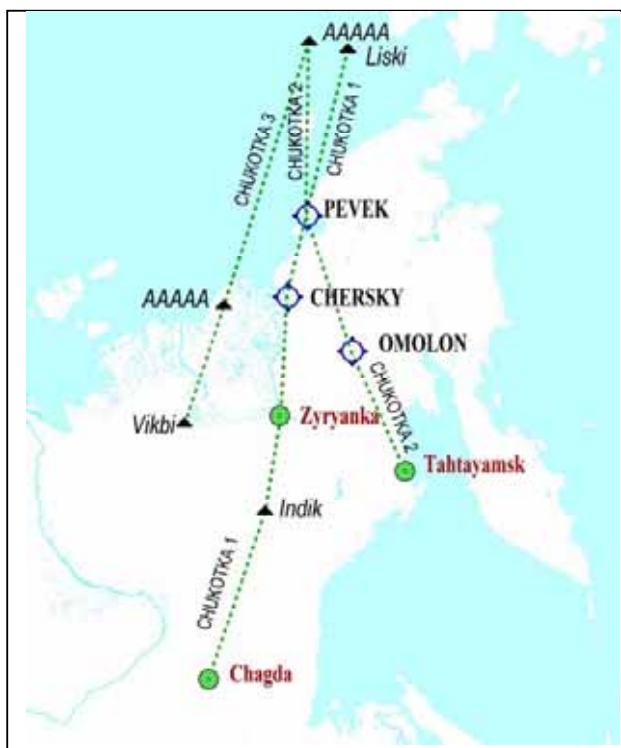 AAAAA
Liski
CHUKOTKA 3
CHUKOTKA 2
CHUKOTKA 1
PEVEK
AAAAA
CHERSKY
OMOLON
CHUKOTKA 2
Vikbi
Zyryanka
Tahtayamsk
Indik
CHUKOTKA 1
Chagda